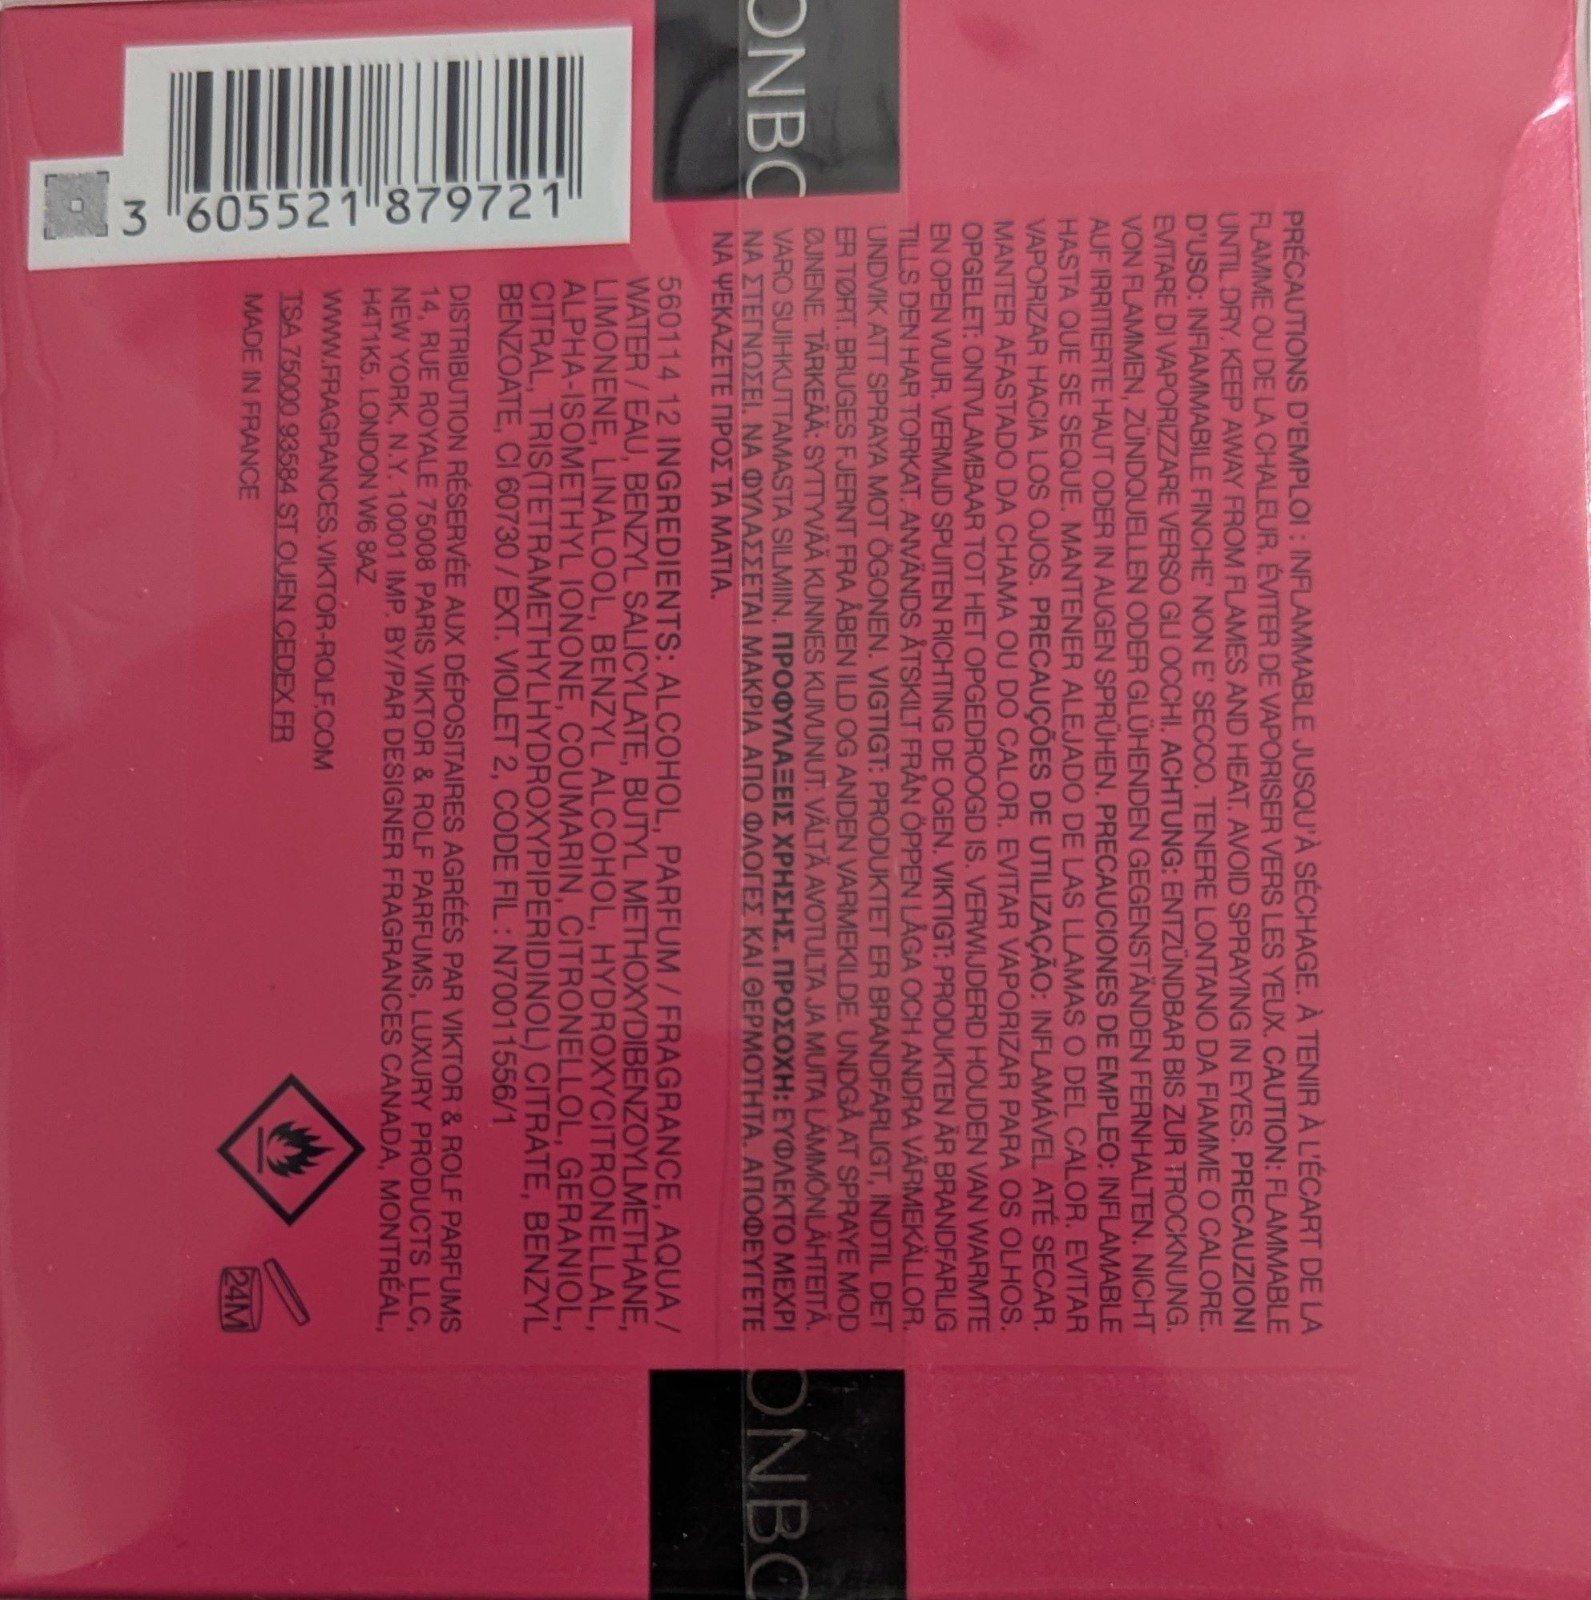 ONBO
PRÉCAUTIONS D'EMPLOI : INFLAMMABLE JUSQU'À SÉCHAGE. À TENIR À L'ÉCART DE LA
FLAMME OU DE LA CHALEUR. ÉVITER DE VAPORISER VERS LES YEUX. CAUTION: FLAMMABLE
UNTIL DRY. KEEP AWAY FROM FLAMES AND HEAT. AVOID SPRAYING IN EYES. PRECAUZIONI
D'USO: INFIAMMABILE FINCHE' NON E' SECCO. TENERE LONTANO DA FIAMME O CALORE.
EVITARE DI VAPORIZZARE VERSO GLI OCCHI. ACHTUNG: ENTZÜNDBAR BIS ZUR TROCKNUNG.
VON FLAMMEN, ZÜNDQUELLEN ODER GLÜHENDEN GEGENSTÄNDEN FERNHALTEN. NICHT
AUF IRRITIERTE HAUT ODER IN AUGEN SPRÜHEN. PRECAUCIONES DE EMPLEO: INFLAMABLE
HASTA QUE SE SEQUE. MANTENER ALEJADO DE LAS LLAMAS O DEL CALOR. EVITAR
VAPORIZAR HACIA LOS OJOS. PRECAUÇÕES DE UTILIZAÇÃO: INFLAMÁVEL ATÉ SECAR.
MANTER AFASTADO DA CHAMA OU DO CALOR. EVITAR VAPORIZAR PARA OS OLHOS.
OPGELET: ONTVLAMBAAR TOT HET OPGEDROOGD IS. VERWIJDERD HOUDEN VAN WARMTE
EN OPEN VUUR. VERMIJD SPUITEN RICHTING DE OGEN. VIKTIGT: PRODUKTEN ÄR BRANDFARLIG
TILLS DEN HAR TORKAT. ANVÄNDS ÅTSKILT FRÅN ÖPPEN LÅGA OCH ANDRA VÄRMEKÄLLOR.
UNDVIK ATT SPRAYA MOT ÖGONEN. VIGTIGT: PRODUKTET ER BRANDFARLIGT, INDTIL DET
ER TØRT. BRUGES FJERNT FRA ÅBEN ILD OG ANDEN VARMEKILDE. UNDGÅ AT SPRAYE MOD
ØJNENE. TÄRKEÄÄ: SYTTYVÄÄ KUNNES KUIVUNUT. VÄLTÄ AVOTULTA JA MUITA LÄMMÖNLÄHTEITÄ.
VARO SUIHKUTTAMASTA SILMIIN. ΠΡΟΦΥΛΑΞΕΙΣ ΧΡΗΣΗΣ. ΠΡΟΣΟΧΗ: ΕΥΦΛΕΚΤΟ ΜΕΧΡΙ
ΝΑ ΣΤΕΓΝΩΣΕΙ. ΝΑ ΦΥΛΑΣΣΕΤΑΙ ΜΑΚΡΙΑ ΑΠΟ ΦΛΟΓΕΣ ΚΑΙ ΘΕΡΜΟΤΗΤΑ. ΑΠΟΦΕΥΓΕΤΕ
ΝΑ ΨΕΚΑΖΕΤΕ ΠΡΟΣ ΤΑ ΜΑΤΙΑ.
560114 12 INGREDIENTS: ALCOHOL, PARFUM / FRAGRANCE, AQUA /
WATER / EAU, BENZYL SALICYLATE, BUTYL METHOXYDIBENZOYLMETHANE,
LIMONENE, LINALOOL, BENZYL ALCOHOL, HYDROXYCITRONELLAL,
ALPHA-ISOMETHYL IONONE, COUMARIN, CITRONELLOL, GERANIOL,
CITRAL, TRIS(TETRAMETHYLHYDROXYPIPERIDINOL) CITRATE, BENZYL
BENZOATE, CI 60730 / EXT. VIOLET 2, CODE FIL : N70011556/1
DISTRIBUTION RÉSERVÉE AUX DÉPOSITAIRES AGRÉÉS PAR VIKTOR & ROLF PARFUMS
14, RUE ROYALE 75008 PARIS VIKTOR & ROLF PARFUMS, LUXURY PRODUCTS LLC,
NEW YORK, N.Y. 10001 IMP. BY/PAR DESIGNER FRAGRANCES CANADA, MONTRÉAL,
H4T1K5. LONDON W6 8AZ
WWW.FRAGRANCES.VIKTOR-ROLF.COM
TSA 75000 93584 ST OUEN CEDEX.FR
MADE IN FRANCE
24M
3 605521 879721
ONBO